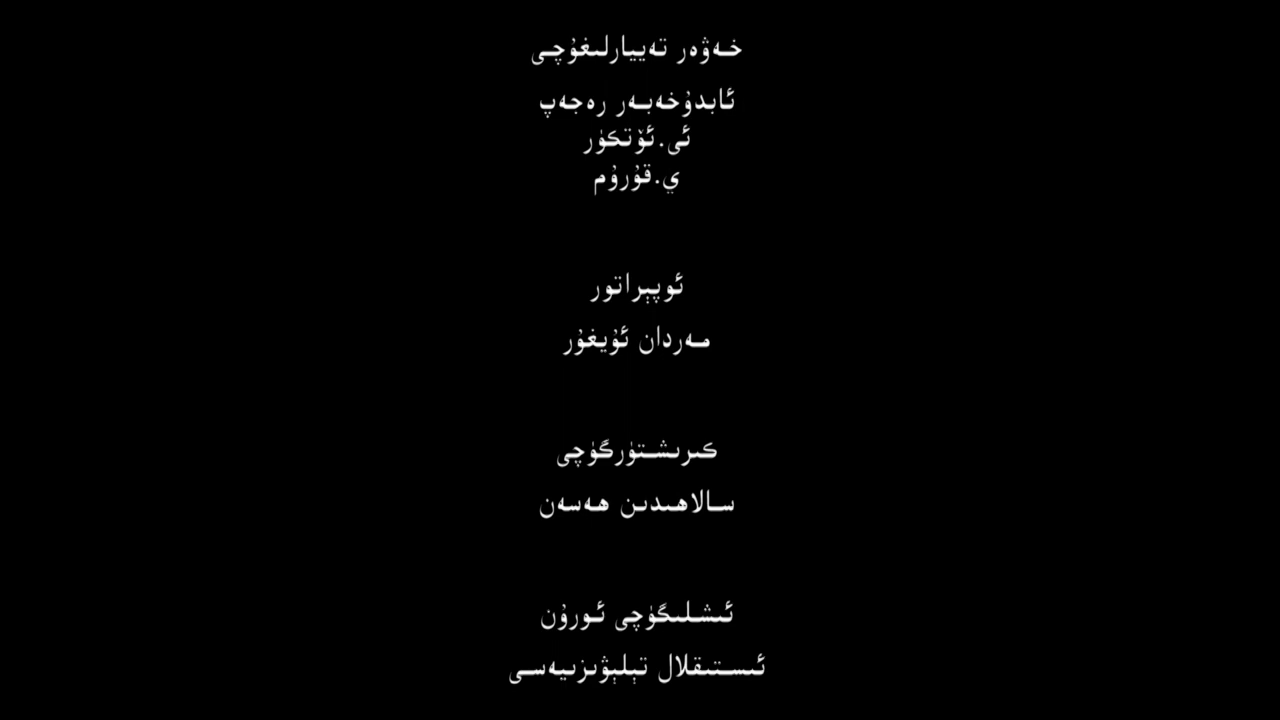 خەۋەر تەييارلىغۇچى
ئابدۇخەبەر رەجەپ
ئى.ئۆتكۈر
ي.قۇرۇم
ئوپېراتور
مەردان ئۇيغۇر
كىرىشتۈرگۈچى
سالاھىدىن ھەسەن
ئىشلىگۈچى ئورۇن
ئىستىقلال تېلېۋىزىيەسى